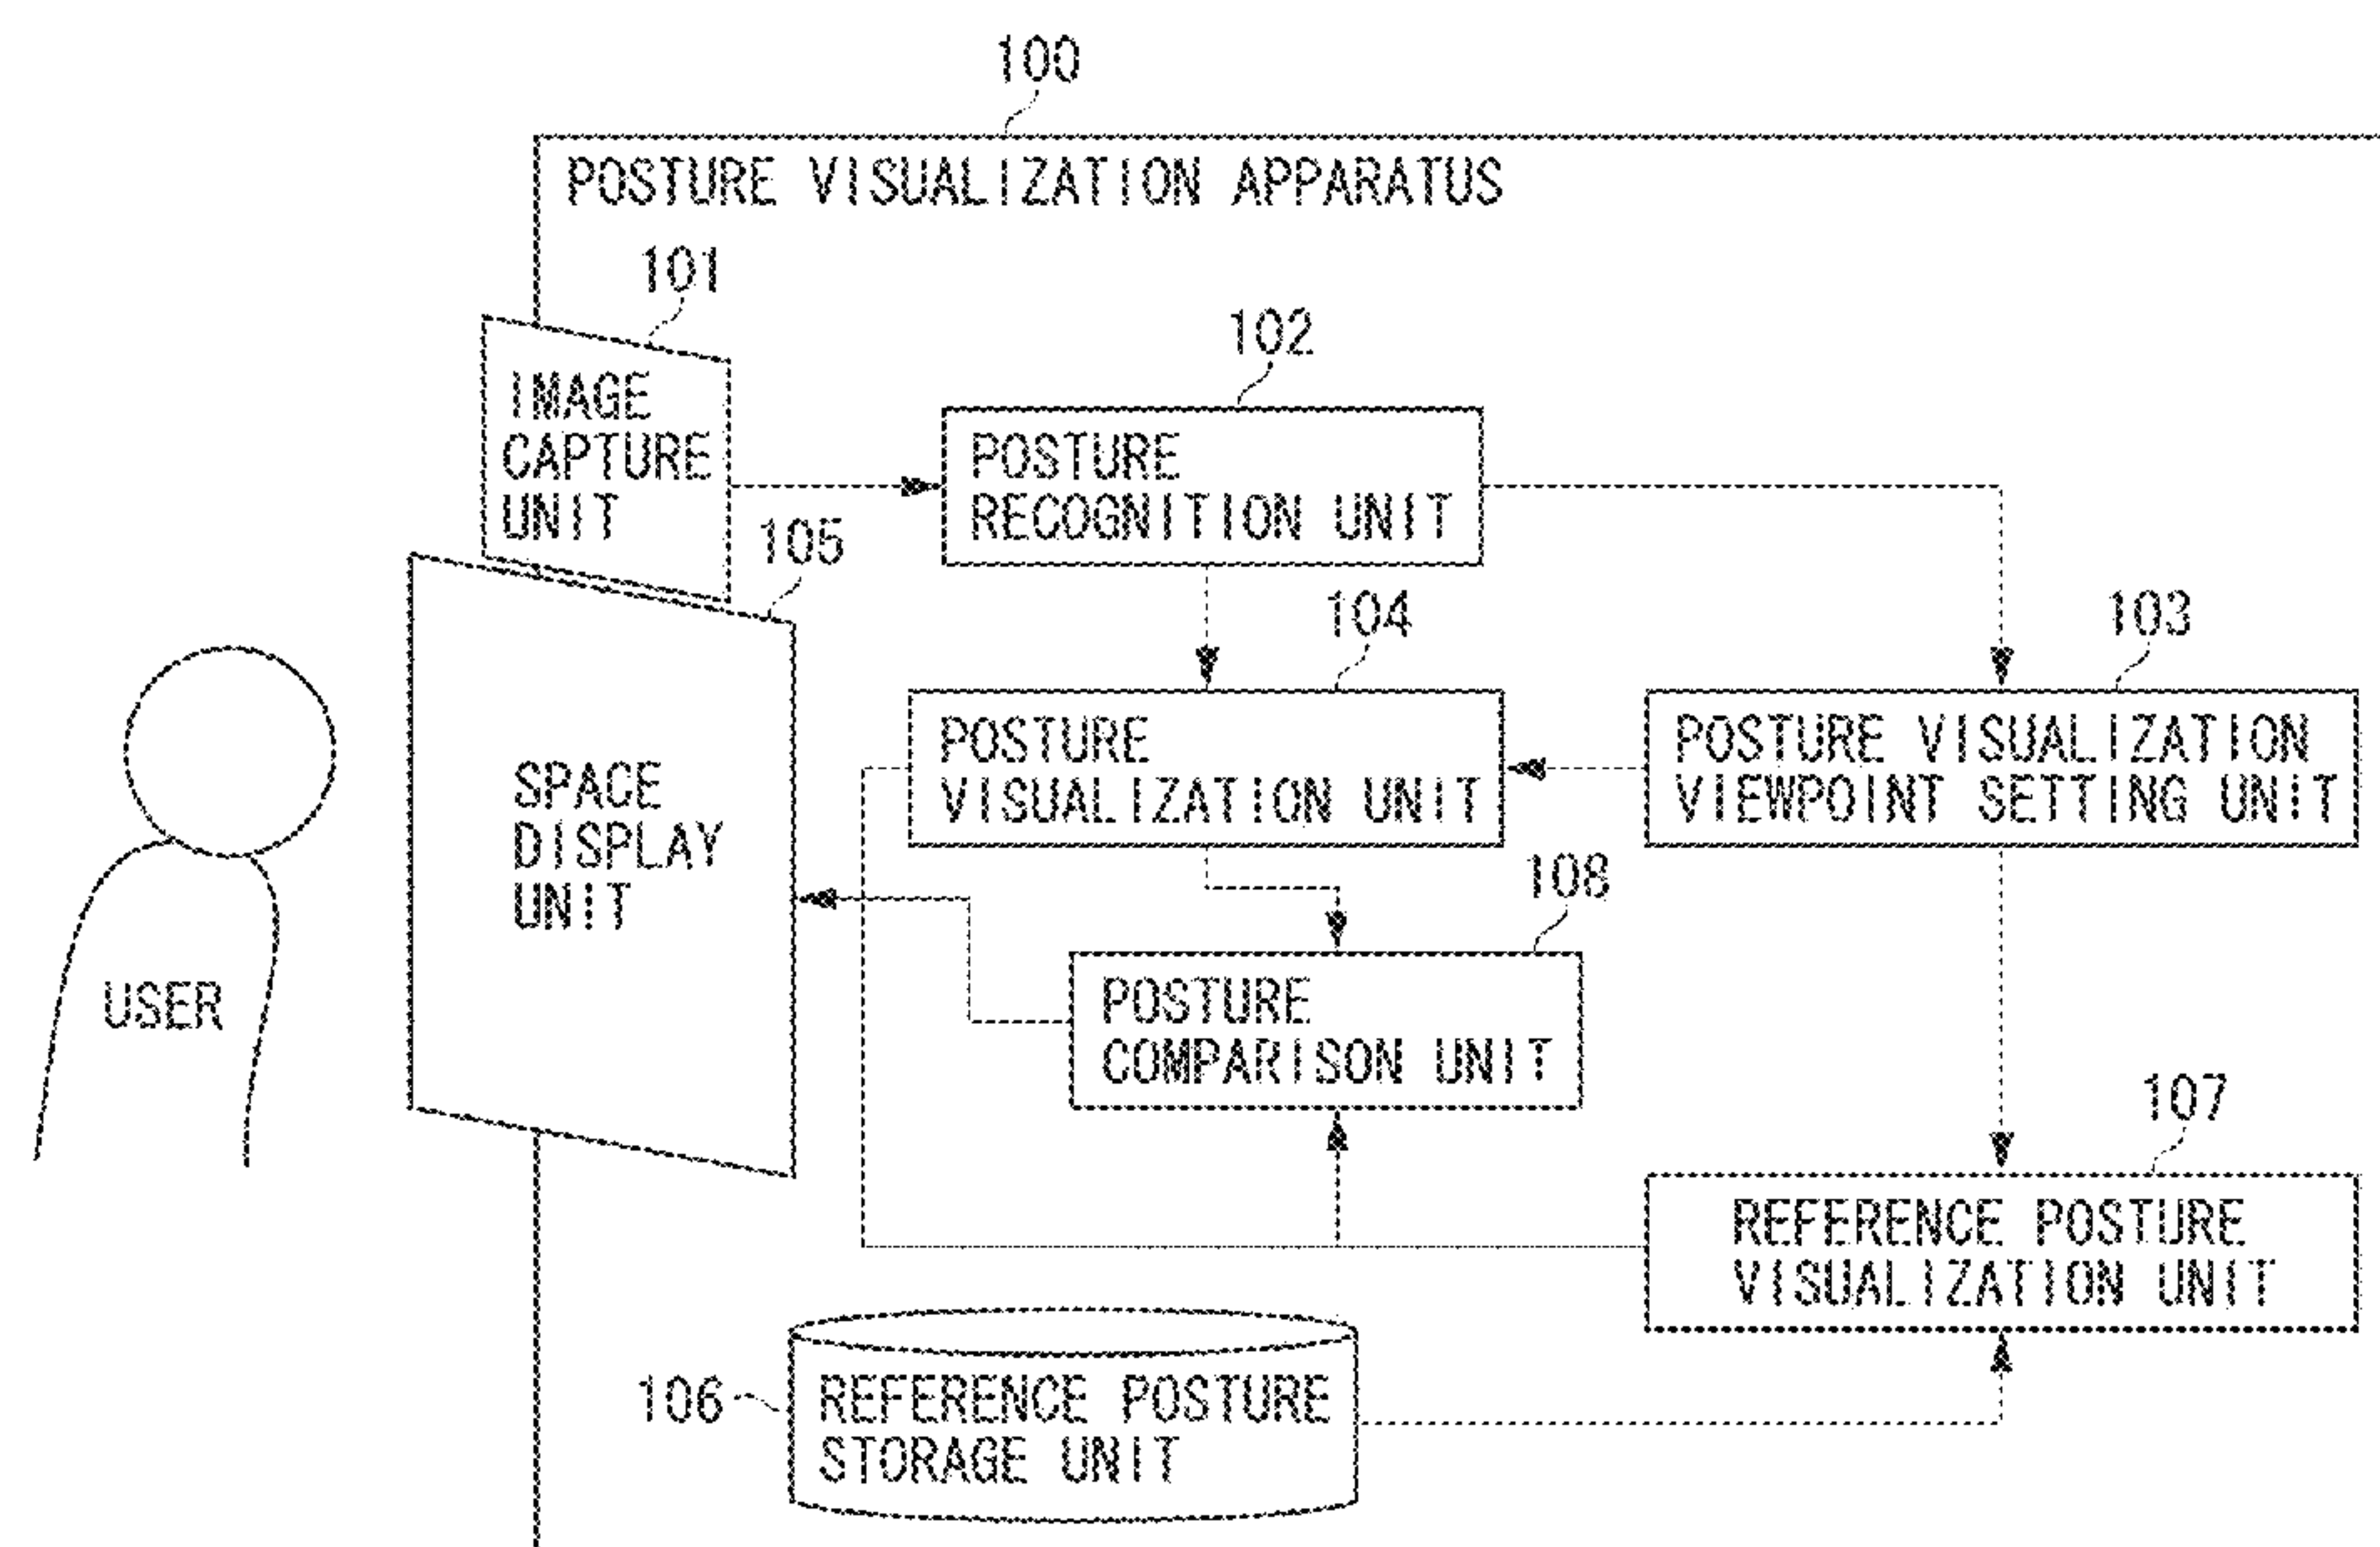 100
POSTURE VISUALIZATION APPARATUS
101
IMAGE
CAPTURE
UNIT
102
POSTURE
RECOGNITION UNIT
105
SPACE
DISPLAY
UNIT
104
POSTURE
VISUALIZATION UNIT
103
POSTURE VISUALIZATION
VIEWPOINT SETTING UNIT
108
POSTURE
COMPARISON UNIT
USER
107
REFERENCE POSTURE
VISUALIZATION UNIT
106
REFERENCE POSTURE
STORAGE UNIT